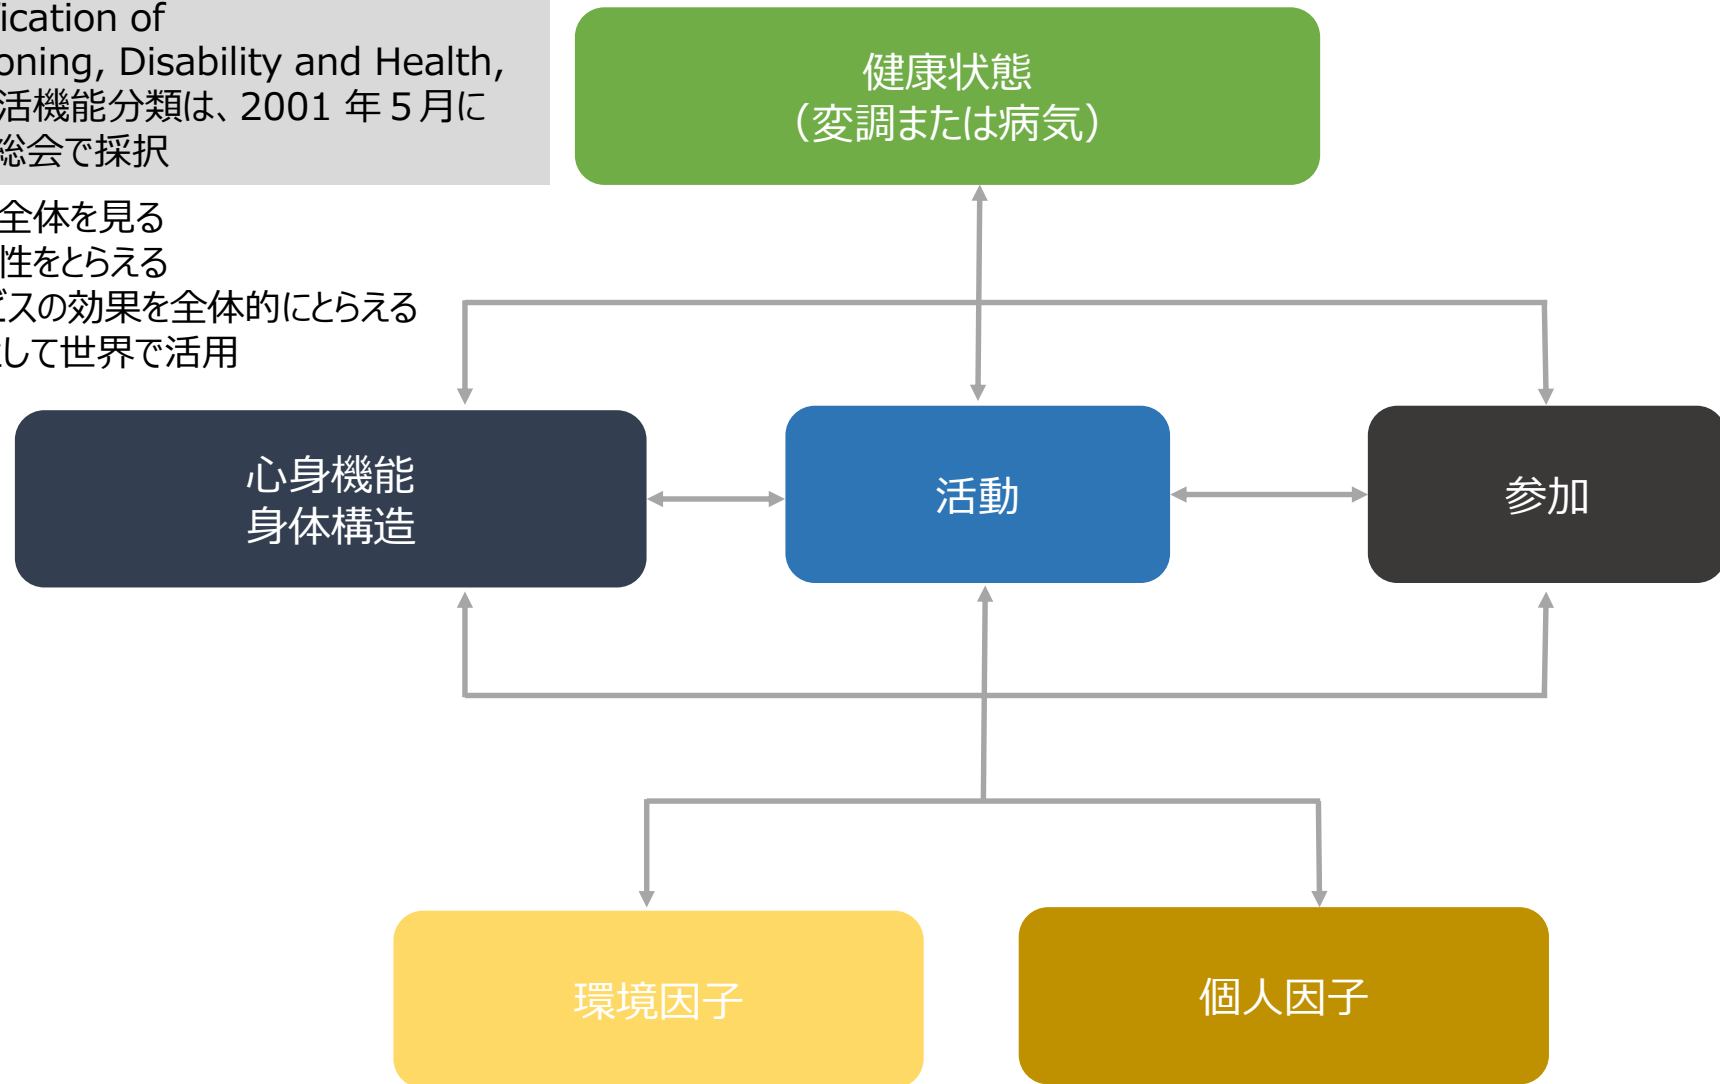 ication of
oning, Disability and Health,
活機能分類は、2001 年５月に
総会で採択
全体を見る
性をとらえる
ビスの効果を全体的にとらえる
して世界で活用
健康状態
（変調または病気）
心身機能
身体構造
活動
参加
環境因子
個人因子